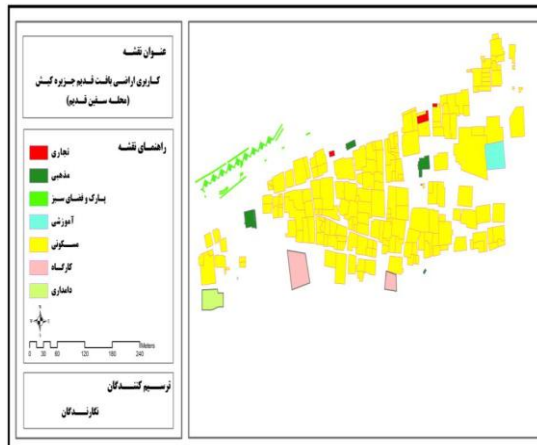 عنوان نقشه
کاربری اراضی بافت قدیم جزیره کیش
(محله سفین قدیم)
راهنمای نقشه
تجاری
مذهبی
پارک و فضای سبز
آموزشی
مسکونی
کارگاه
دامداری
Meters
0 30 60 120 180 240
ترسیم کنندگان
نگارندگان